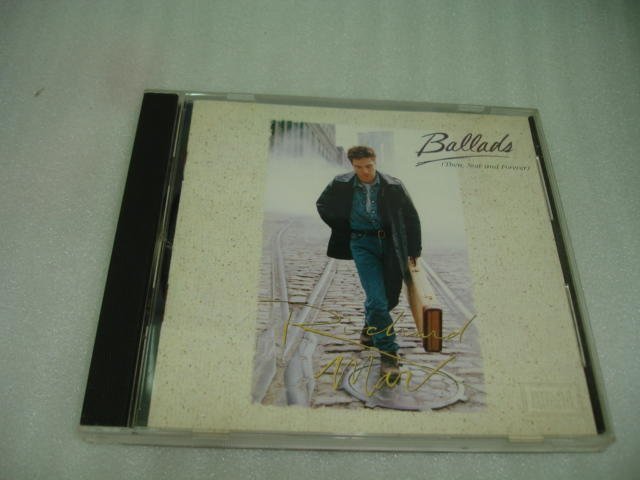 Ballads
(Then, Now and Forever)
Richard
Marx